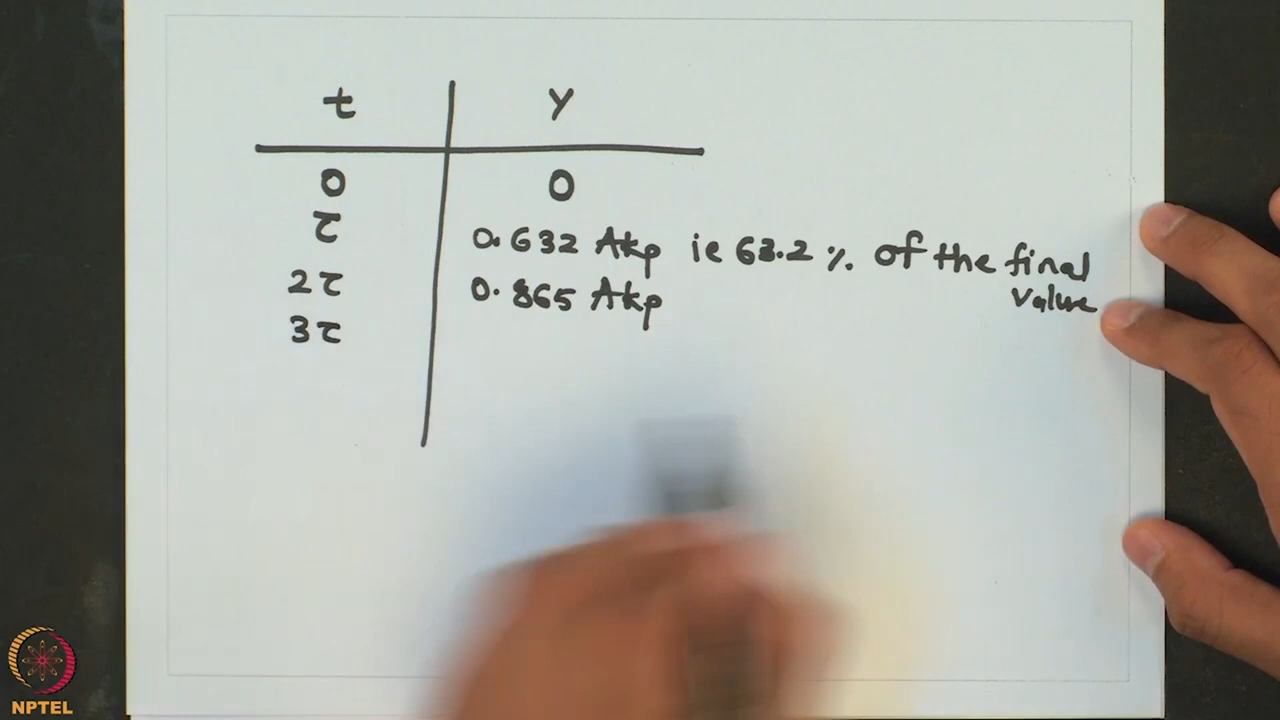 t y
0 0
τ 0.632 Akp ie 63.2 % of the final value
2τ 0.865 Akp
3τ
NPTEL